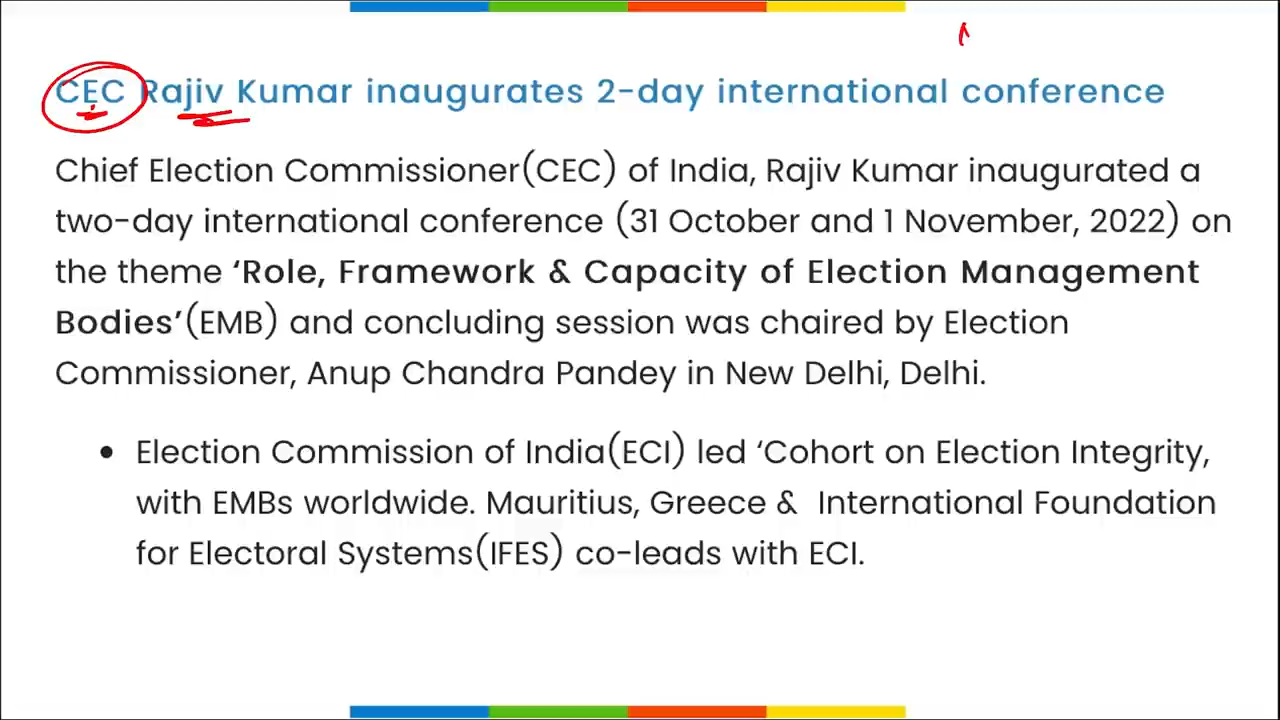 CEC Rajiv Kumar inaugurates 2-day international conference
Chief Election Commissioner(CEC) of India, Rajiv Kumar inaugurated a
two-day international conference (31 October and 1 November, 2022) on
the theme ‘Role, Framework & Capacity of Election Management
Bodies’(EMB) and concluding session was chaired by Election
Commissioner, Anup Chandra Pandey in New Delhi, Delhi.
• Election Commission of India(ECI) led ‘Cohort on Election Integrity,
with EMBs worldwide. Mauritius, Greece & International Foundation
for Electoral Systems(IFES) co-leads with ECI.